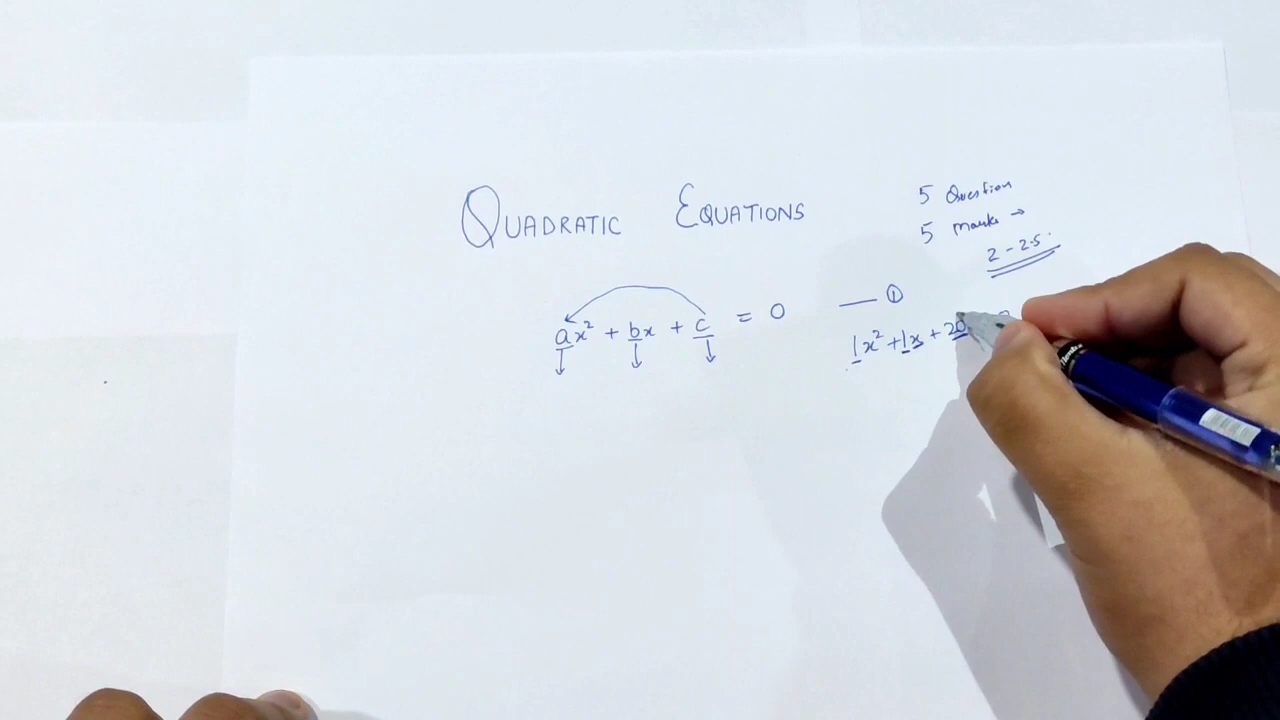 QUADRATIC EQUATIONS
5 Question
5 marks →
2 - 2.5.
ax² + bx + c = 0 — ①
1x² + 1x + 20